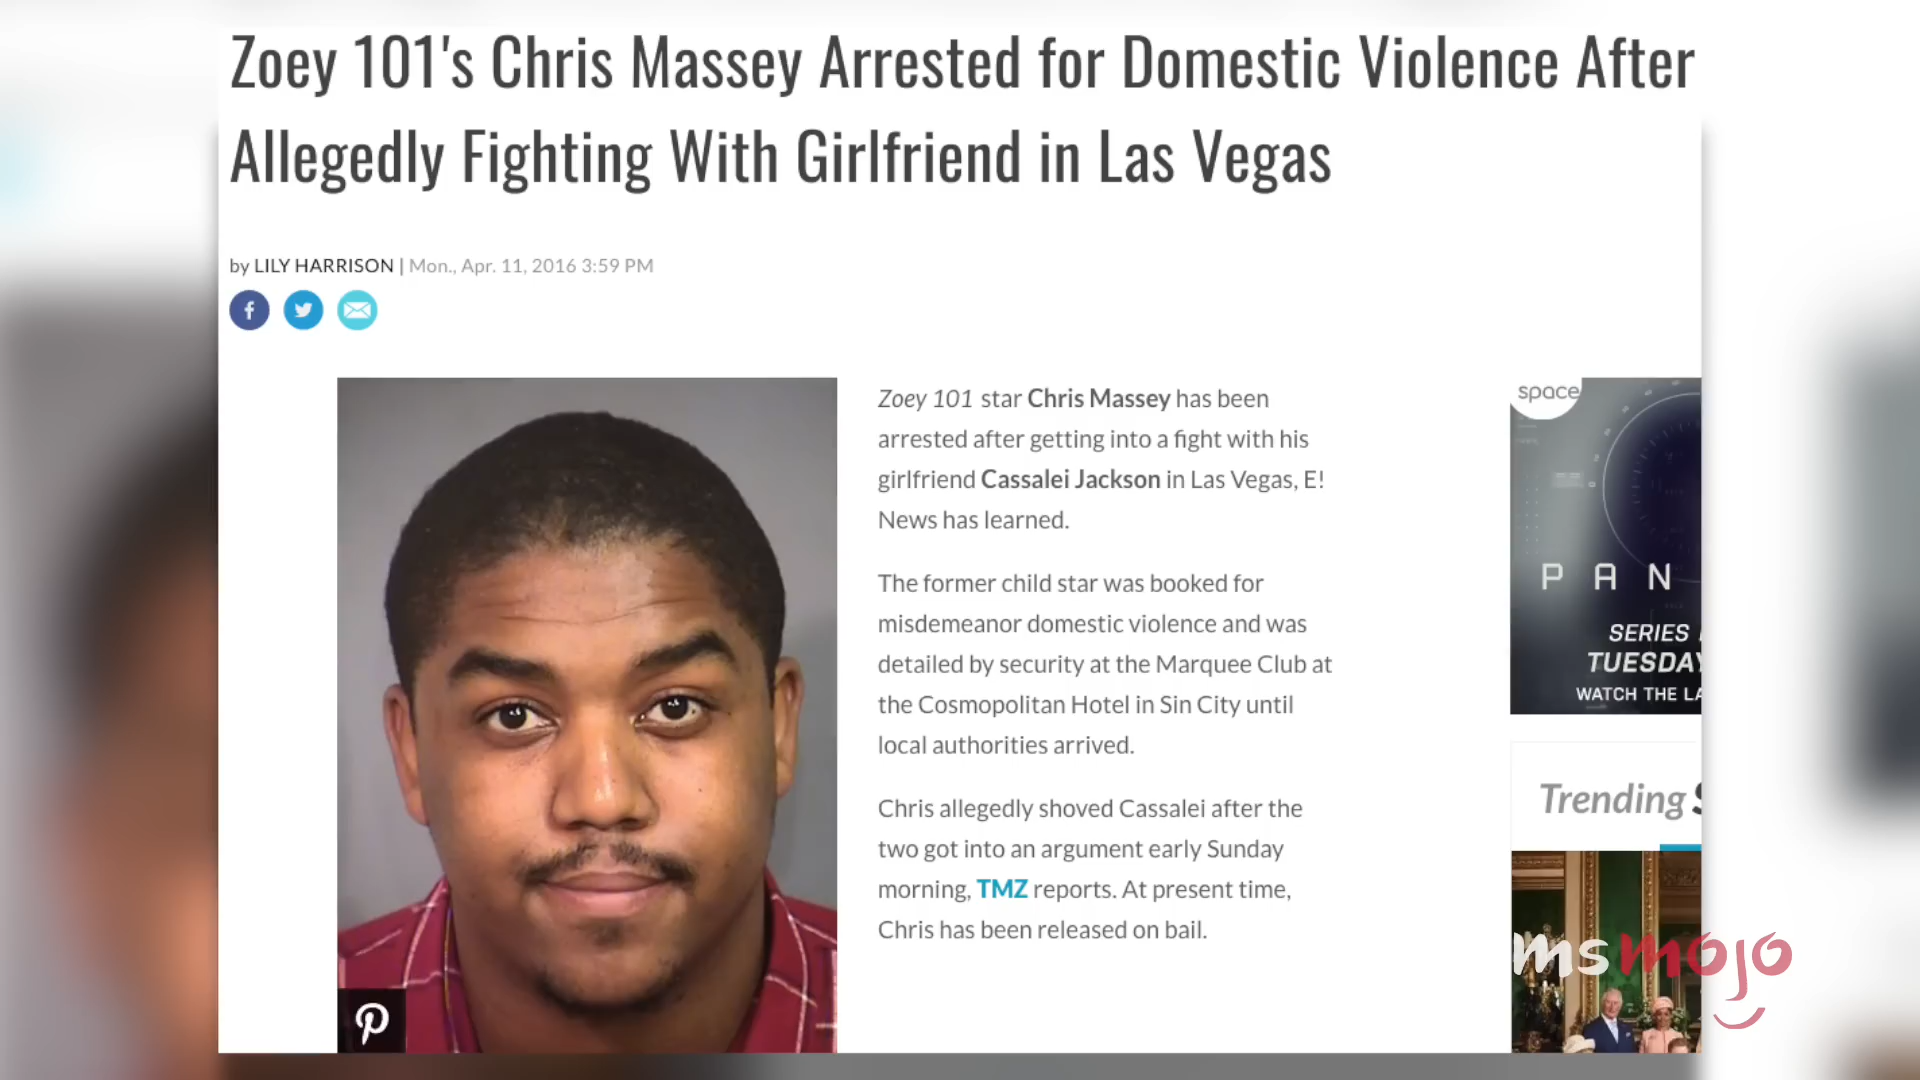 Zoey 101's Chris Massey Arrested for Domestic Violence After
Allegedly Fighting With Girlfriend in Las Vegas
by LILY HARRISON | Mon., Apr. 11, 2016 3:59 PM
Zoey 101 star Chris Massey has been
arrested after getting into a fight with his
girlfriend Cassalei Jackson in Las Vegas, E!
News has learned.
The former child star was booked for
misdemeanor domestic violence and was
detailed by security at the Marquee Club at
the Cosmopolitan Hotel in Sin City until
local authorities arrived.
Chris allegedly shoved Cassalei after the
two got into an argument early Sunday
morning, TMZ reports. At present time,
Chris has been released on bail.
space
PAN
SERIES
TUESDAY
WATCH THE LA
Trending S
msmojo